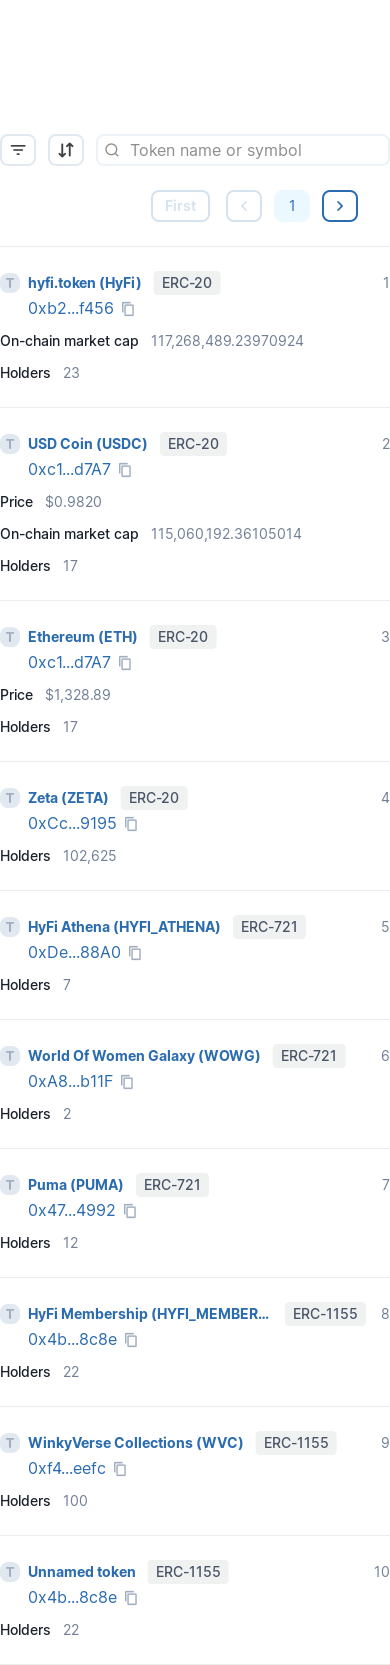 Token name or symbol
First
1
T hyfi.token (HyFi) ERC-20 1
0xb2...f456
On-chain market cap 117,268,489.23970924
Holders 23
T USD Coin (USDC) ERC-20 2
0xc1...d7A7
Price $0.9820
On-chain market cap 115,060,192.36105014
Holders 17
T Ethereum (ETH) ERC-20 3
0xc1...d7A7
Price $1,328.89
Holders 17
T Zeta (ZETA) ERC-20 4
0xCc...9195
Holders 102,625
T HyFi Athena (HYFI_ATHENA) ERC-721 5
0xDe...88A0
Holders 7
T World Of Women Galaxy (WOWG) ERC-721 6
0xA8...b11F
Holders 2
T Puma (PUMA) ERC-721 7
0x47...4992
Holders 12
T HyFi Membership (HYFI_MEMBER... ERC-1155 8
0x4b...8c8e
Holders 22
T WinkyVerse Collections (WVC) ERC-1155 9
0xf4...eefc
Holders 100
T Unnamed token ERC-1155 10
0x4b...8c8e
Holders 22